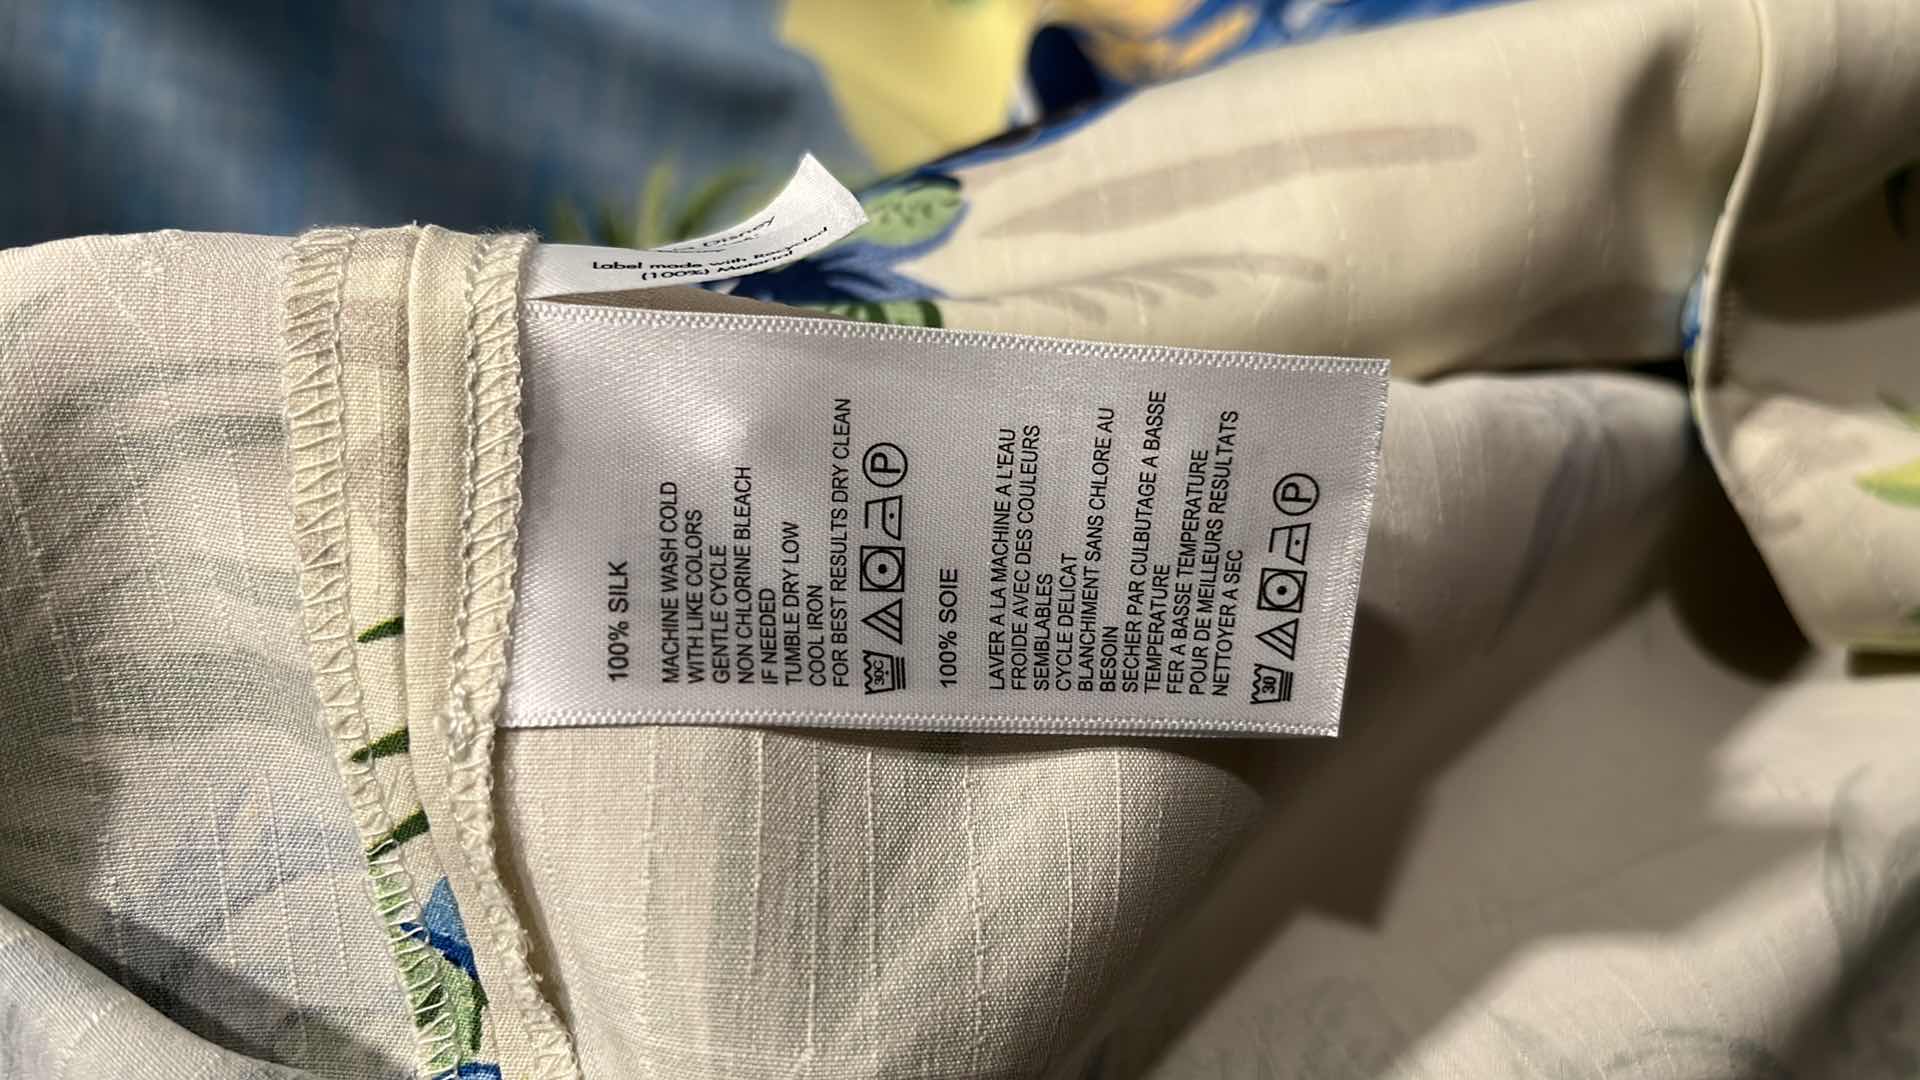 Disney
Label made with Recycled
(100%) Material
100% SILK
MACHINE WASH COLD
WITH LIKE COLORS
GENTLE CYCLE
NON CHLORINE BLEACH
IF NEEDED
TUMBLE DRY LOW
COOL IRON
FOR BEST RESULTS DRY CLEAN
30C P
100% SOIE
LAVER A LA MACHINE A L'EAU
FROIDE AVEC DES COULEURS
SEMBLABLES
CYCLE DELICAT
BLANCHIMENT SANS CHLORE AU
BESOIN
SECHER PAR CULBUTAGE A BASSE
TEMPERATURE
FER A BASSE TEMPERATURE
POUR DE MEILLEURS RESULTATS
NETTOYER A SEC
30 P